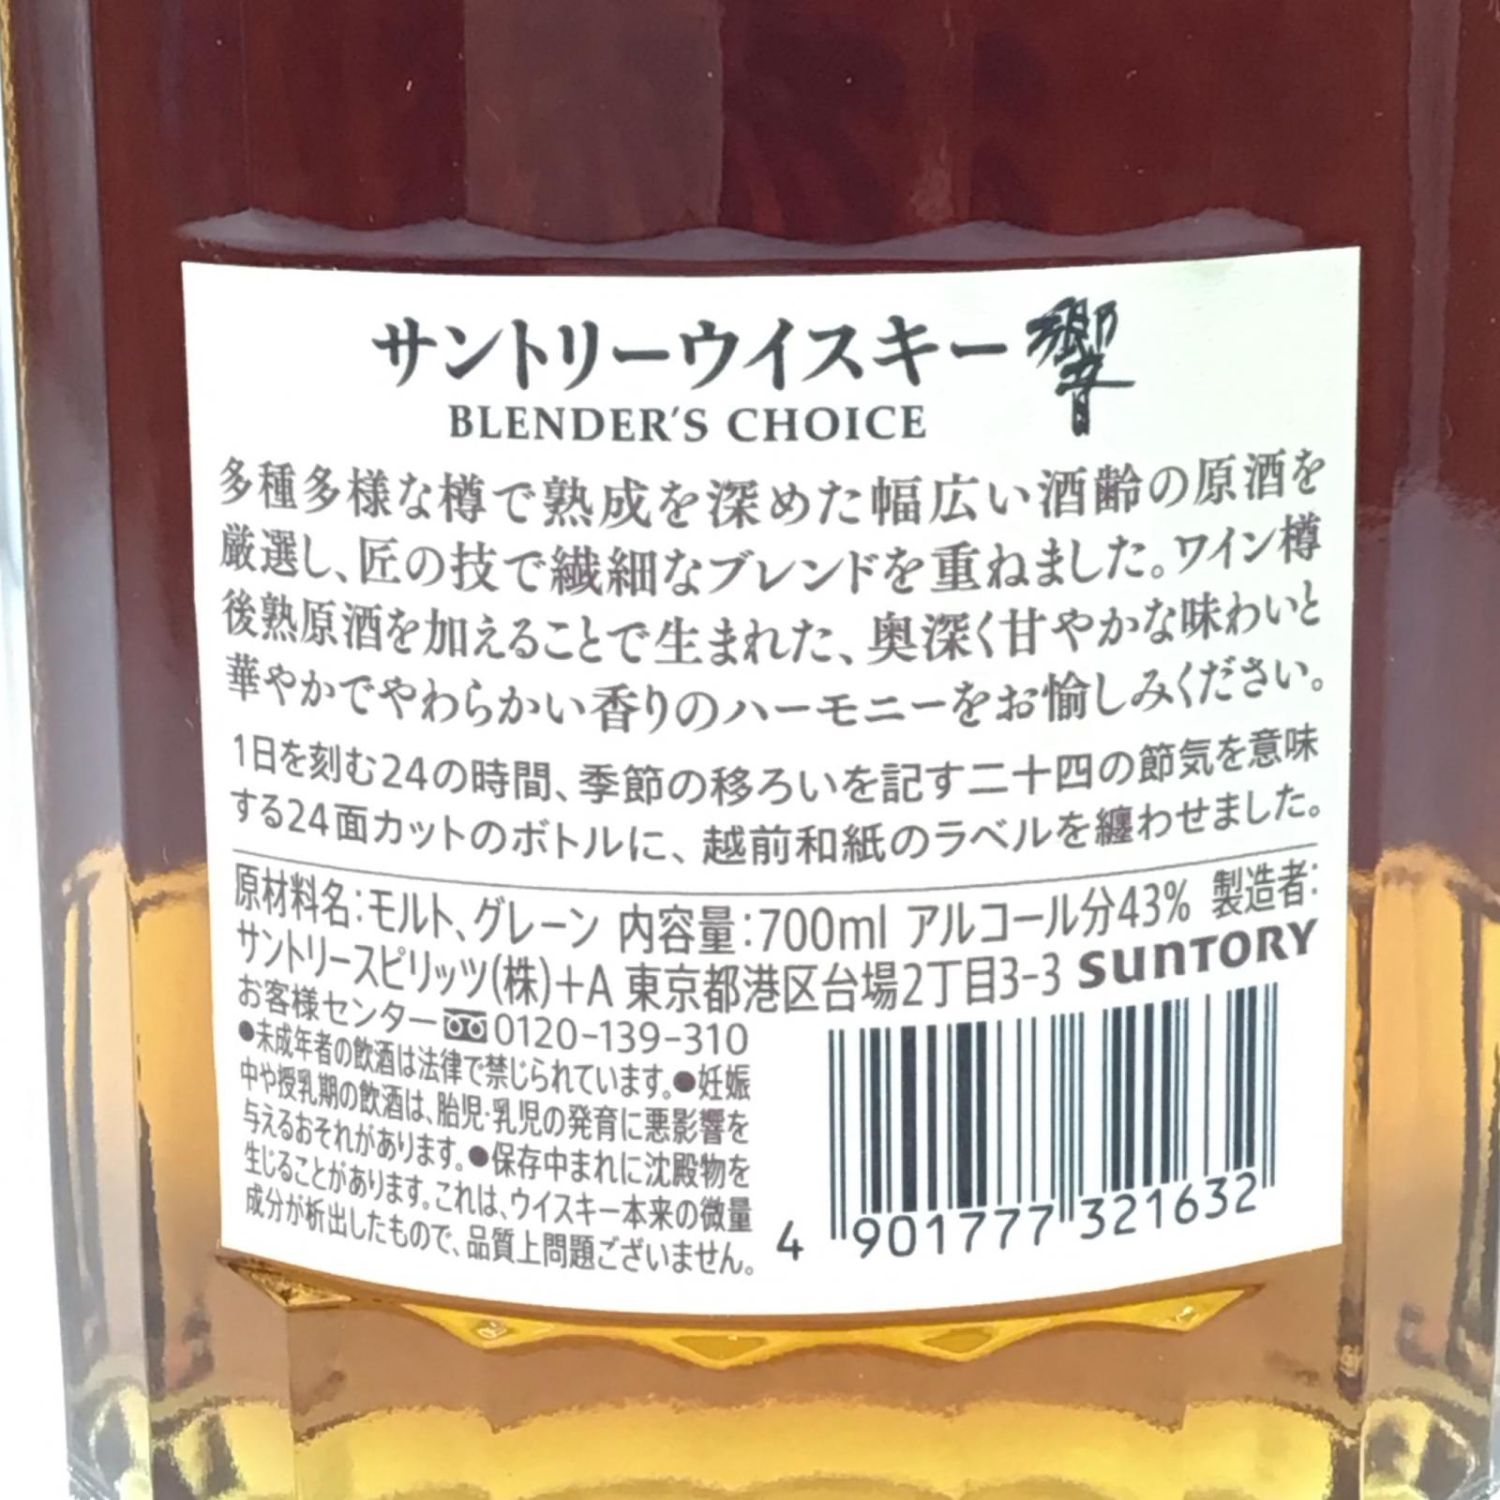 サントリーウイスキー 響
BLENDER'S CHOICE
多種多様な樽で熟成を深めた幅広い酒齢の原酒を
厳選し、匠の技で繊細なブレンドを重ねました。ワイン樽
後熟原酒を加えることで生まれた、奥深く甘やかな味わいと
華やかでやわらかい香りのハーモニーをお愉しみください。
1日を刻む24の時間、季節の移ろいを記す二十四の節気を意味
する24面カットのボトルに、越前和紙のラベルを纏わせました。
原材料名:モルト、グレーン 内容量:700ml アルコール分43% 製造者:
サントリースピリッツ(株)+A 東京都港区台場2丁目3-3 SUNTORY
お客様センター 0120-139-310
●未成年者の飲酒は法律で禁じられています。●妊娠
中や授乳期の飲酒は、胎児・乳児の発育に悪影響を
与えるおそれがあります。●保存中まれに沈殿物を
生じることがあります。これは、ウイスキー本来の微量
成分が析出したもので、品質上問題ございません。
4 901777 321632